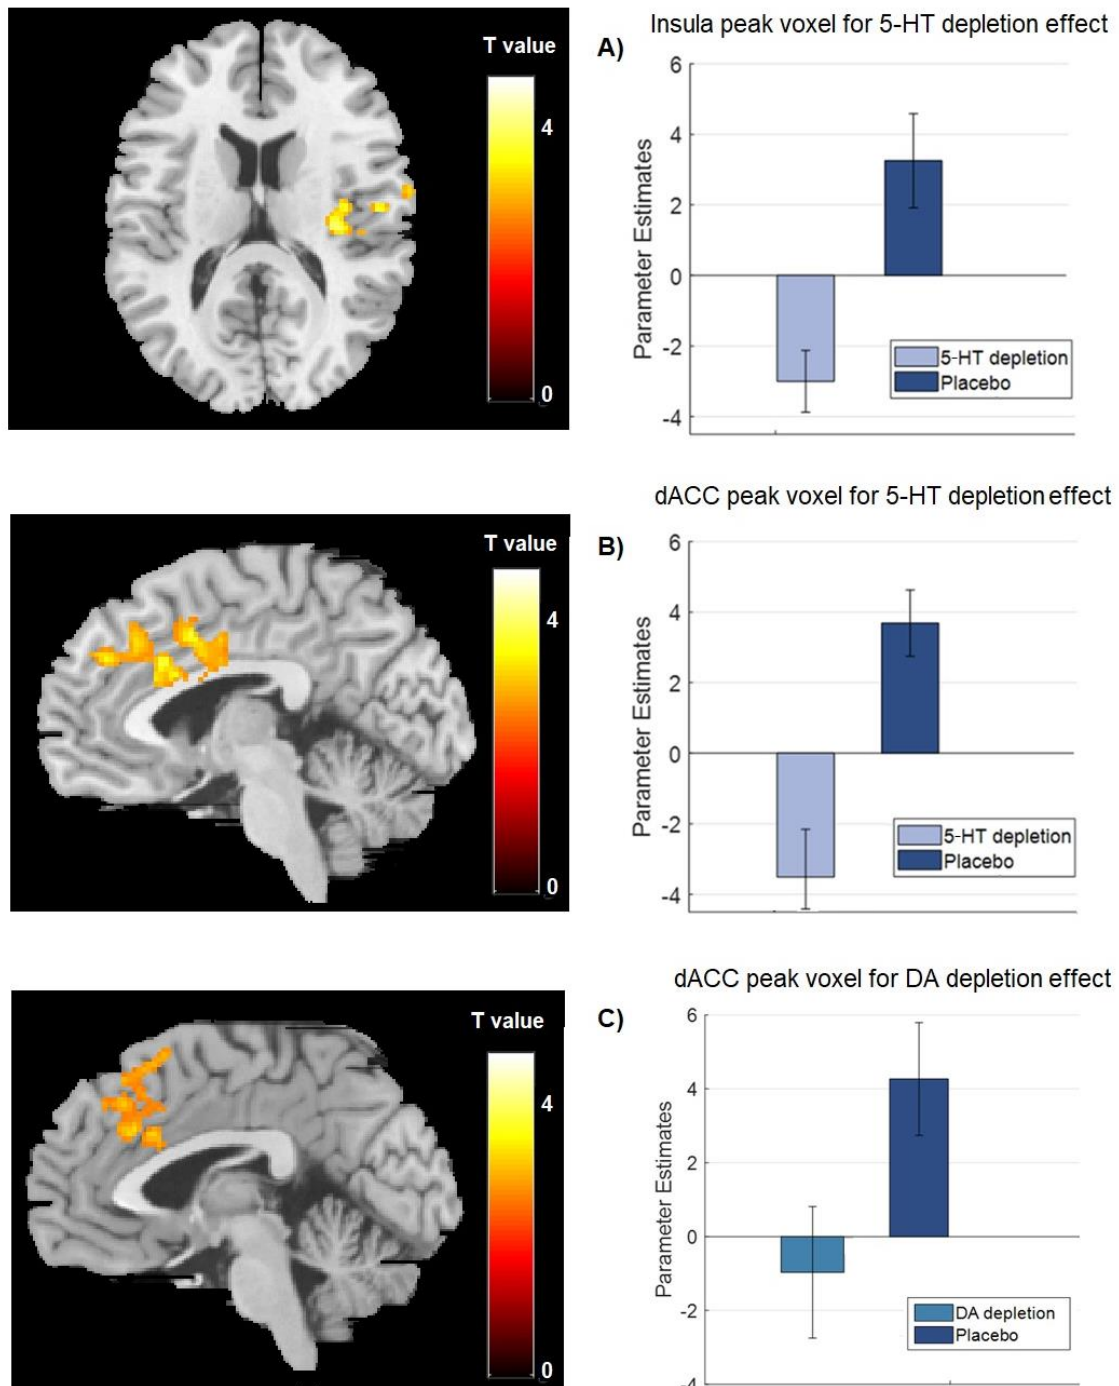 Insula peak voxel for 5-HT depletion effect
A)
T value
4
0
6
4
2
0
-2
-4
Parameter Estimates
5-HT depletion
Placebo
dACC peak voxel for 5-HT depletion effect
B)
T value
4
0
6
4
2
0
-2
-4
Parameter Estimates
5-HT depletion
Placebo
dACC peak voxel for DA depletion effect
C)
T value
4
0
6
4
2
0
-2
-4
Parameter Estimates
DA depletion
Placebo